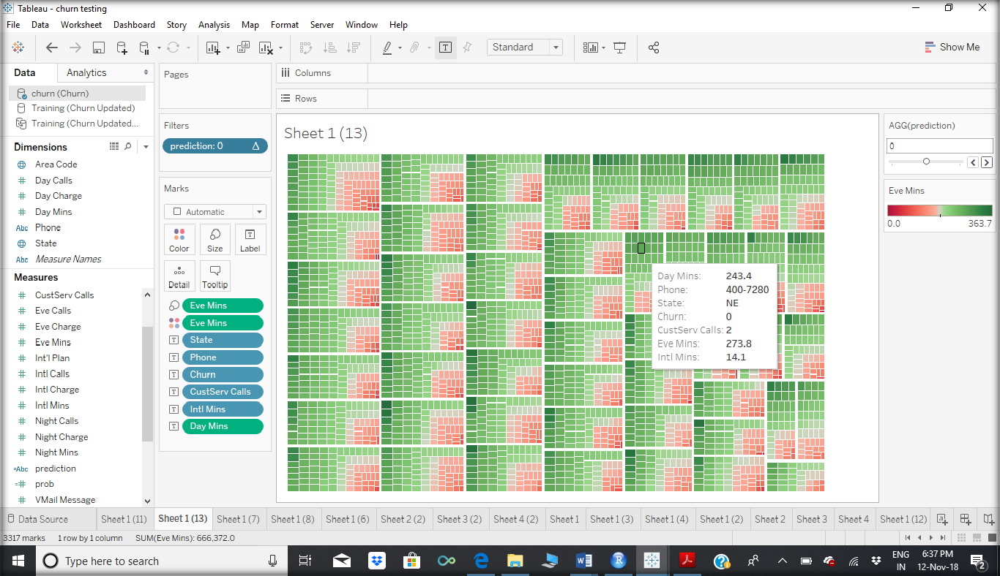 Tableau - churn testing
File Data Worksheet Dashboard Story Analysis Map Format Server Window Help
Standard
Show Me
Data
Analytics
churn (Churn)
Training (Churn Updated)
Training (Churn Updated...
Dimensions
Area Code
Day Calls
Day Charge
Day Mins
Abc Phone
State
Abc Measure Names
Measures
CustServ Calls
Eve Calls
Eve Charge
Eve Mins
Int'l Plan
Intl Calls
Intl Charge
Intl Mins
Night Calls
Night Charge
Night Mins
=Abc prediction
=# prob
VMail Message
Pages
Filters
prediction: 0 Δ
Marks
Automatic
Color Size Label
Detail Tooltip
Eve Mins
Eve Mins
State
Phone
Churn
CustServ Calls
Intl Mins
Day Mins
Columns
Rows
Sheet 1 (13)
Day Mins: 243.4
Phone: 400-7280
State: NE
Churn: 0
CustServ Calls: 2
Eve Mins: 273.8
Intl Mins: 14.1
AGG(prediction)
0
Eve Mins
0.0 363.7
Data Source Sheet 1 (11) Sheet 1 (13) Sheet 1 (7) Sheet 1 (8) Sheet 1 (6) Sheet 2 (2) Sheet 3 (2) Sheet 4 (2) Sheet 1 Sheet 1 (3) Sheet 1 (4) Sheet 1 (2) Sheet 2 Sheet 3 Sheet 4 Sheet 1 (12)
3317 marks 1 row by 1 column SUM(Eve Mins): 666,372.0
Type here to search
ENG
IN
6:37 PM
12-Nov-18
2